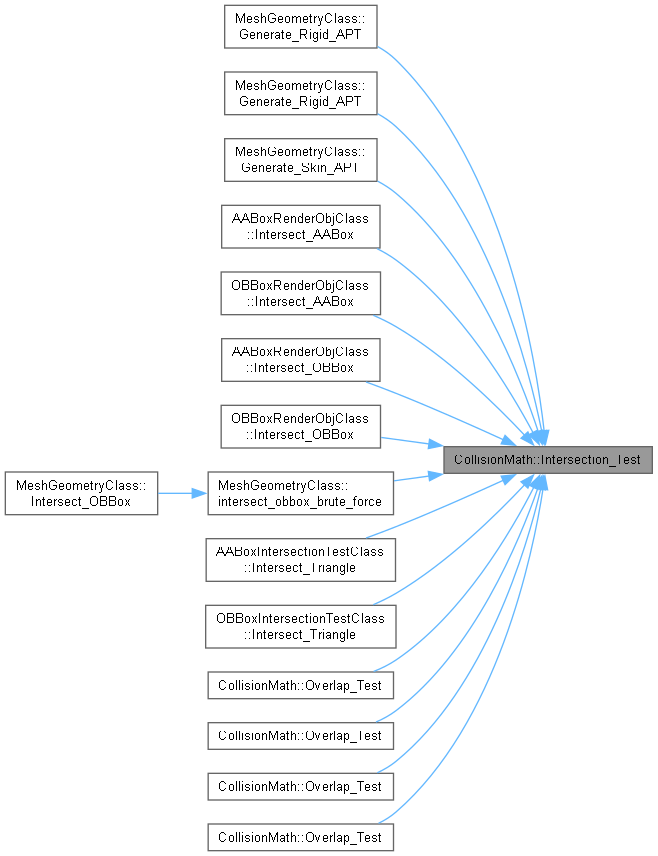 MeshGeometryClass::
Generate_Rigid_APT
MeshGeometryClass::
Generate_Rigid_APT
MeshGeometryClass::
Generate_Skin_APT
AABoxRenderObjClass
::Intersect_AABox
OBBoxRenderObjClass
::Intersect_AABox
AABoxRenderObjClass
::Intersect_OBBox
OBBoxRenderObjClass
::Intersect_OBBox
CollisionMath::Intersection_Test
MeshGeometryClass::
Intersect_OBBox
MeshGeometryClass::
intersect_obbox_brute_force
AABoxIntersectionTestClass
::Intersect_Triangle
OBBoxIntersectionTestClass
::Intersect_Triangle
CollisionMath::Overlap_Test
CollisionMath::Overlap_Test
CollisionMath::Overlap_Test
CollisionMath::Overlap_Test